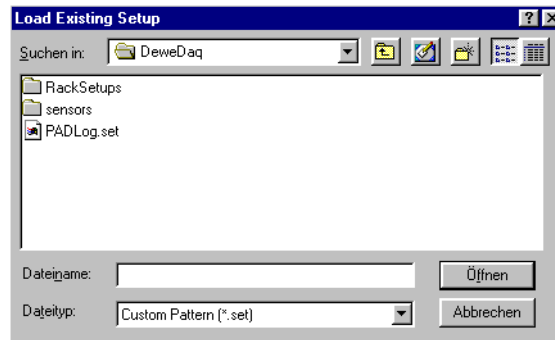 Load Existing Setup
Suchen in: DeweDaq
RackSetups
sensors
PADLog.set
Dateiname: Öffnen
Dateityp: Custom Pattern (*.set) Abbrechen